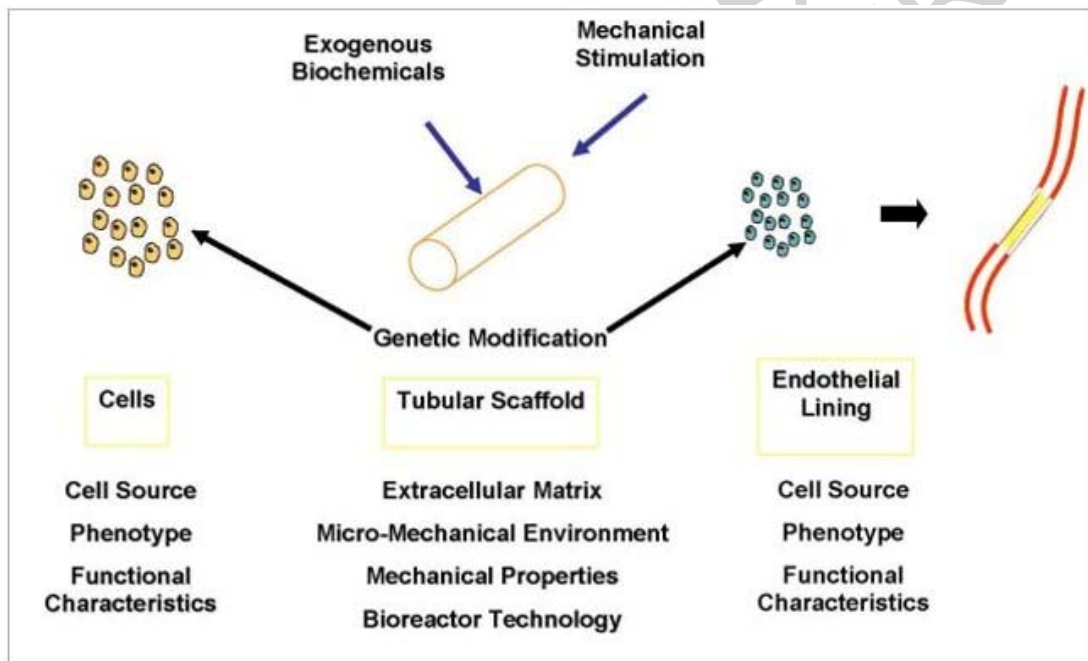 Exogenous
Biochemicals
Mechanical
Stimulation
Genetic Modification
Cells
Tubular Scaffold
Endothelial
Lining
Cell Source
Phenotype
Functional
Characteristics
Extracellular Matrix
Micro-Mechanical Environment
Mechanical Properties
Bioreactor Technology
Cell Source
Phenotype
Functional
Characteristics